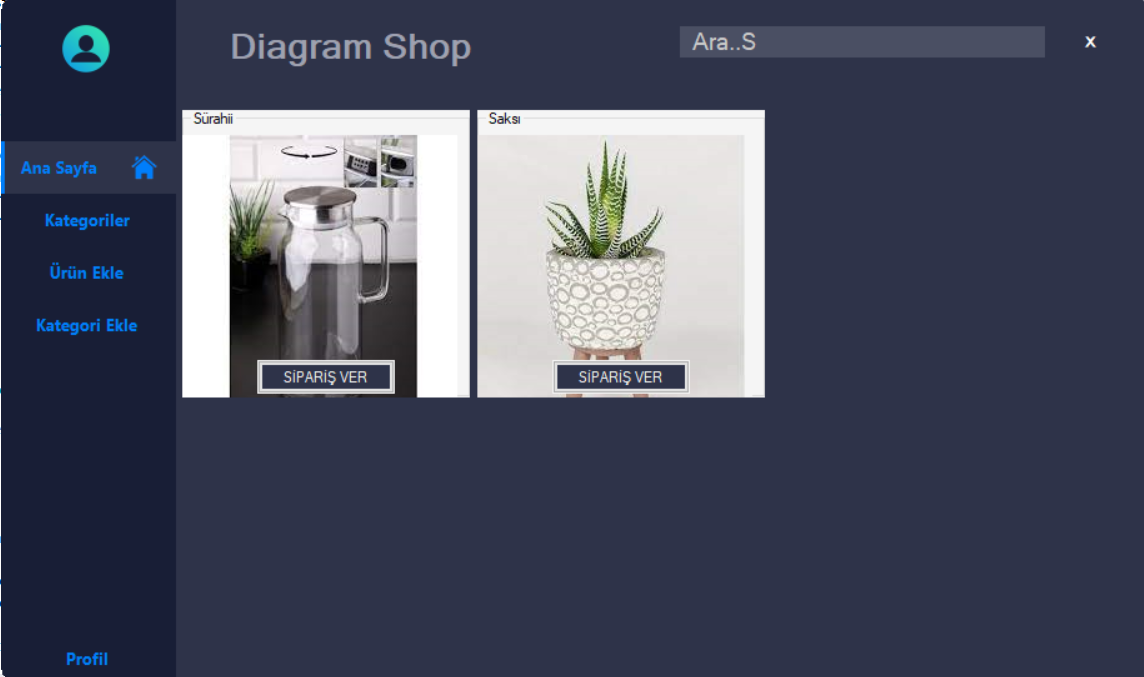 Diagram Shop
Ara..S
x
Ana Sayfa
Kategoriler
Ürün Ekle
Kategori Ekle
Profil
Sürahii
SİPARİŞ VER
Saksı
SİPARİŞ VER